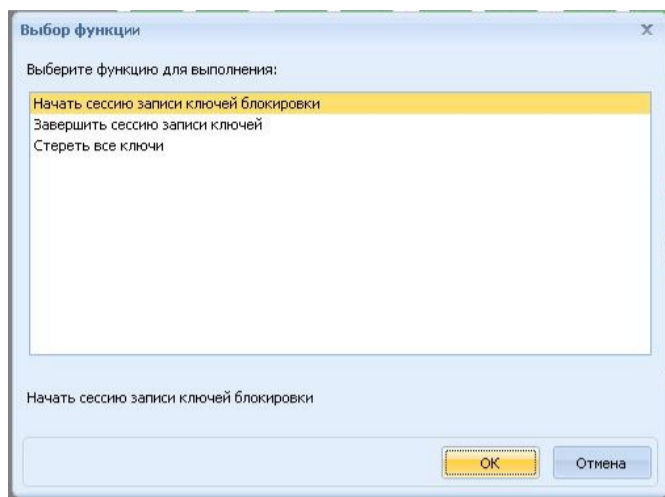 Выбор функции
Выберите функцию для выполнения:
Начать сессию записи ключей блокировки
Завершить сессию записи ключей
Стереть все ключи
Начать сессию записи ключей блокировки
ОК
Отмена